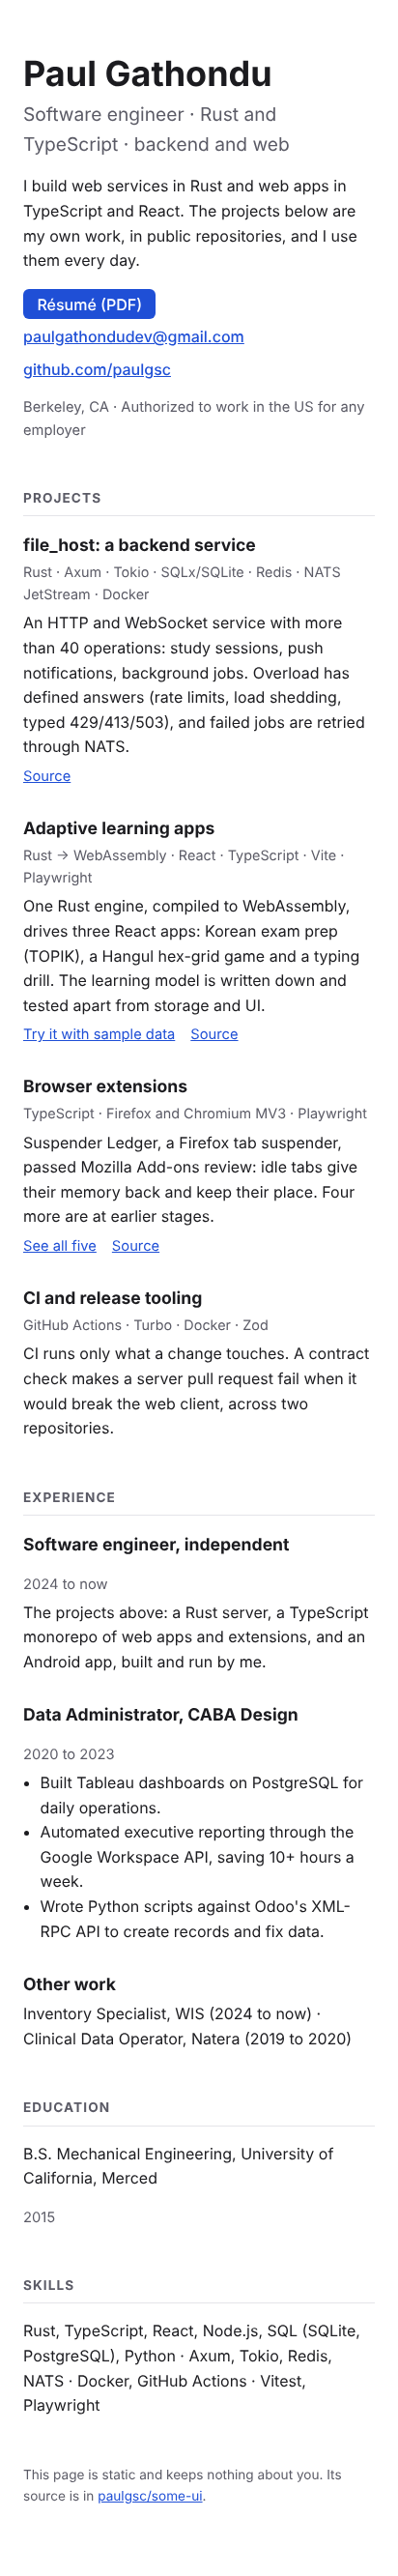 Paul Gathondu
Software engineer · Rust and
TypeScript · backend and web
I build web services in Rust and web apps in
TypeScript and React. The projects below are
my own work, in public repositories, and I use
them every day.
Résumé (PDF)
paulgathondudev@gmail.com
github.com/paulgsc
Berkeley, CA · Authorized to work in the US for any
employer
PROJECTS
file_host: a backend service
Rust · Axum · Tokio · SQLx/SQLite · Redis · NATS
JetStream · Docker
An HTTP and WebSocket service with more
than 40 operations: study sessions, push
notifications, background jobs. Overload has
defined answers (rate limits, load shedding,
typed 429/413/503), and failed jobs are retried
through NATS.
Source
Adaptive learning apps
Rust → WebAssembly · React · TypeScript · Vite ·
Playwright
One Rust engine, compiled to WebAssembly,
drives three React apps: Korean exam prep
(TOPIK), a Hangul hex-grid game and a typing
drill. The learning model is written down and
tested apart from storage and UI.
Try it with sample data Source
Browser extensions
TypeScript · Firefox and Chromium MV3 · Playwright
Suspender Ledger, a Firefox tab suspender,
passed Mozilla Add-ons review: idle tabs give
their memory back and keep their place. Four
more are at earlier stages.
See all five Source
CI and release tooling
GitHub Actions · Turbo · Docker · Zod
CI runs only what a change touches. A contract
check makes a server pull request fail when it
would break the web client, across two
repositories.
EXPERIENCE
Software engineer, independent
2024 to now
The projects above: a Rust server, a TypeScript
monorepo of web apps and extensions, and an
Android app, built and run by me.
Data Administrator, CABA Design
2020 to 2023
• Built Tableau dashboards on PostgreSQL for
daily operations.
• Automated executive reporting through the
Google Workspace API, saving 10+ hours a
week.
• Wrote Python scripts against Odoo's XML-
RPC API to create records and fix data.
Other work
Inventory Specialist, WIS (2024 to now) ·
Clinical Data Operator, Natera (2019 to 2020)
EDUCATION
B.S. Mechanical Engineering, University of
California, Merced
2015
SKILLS
Rust, TypeScript, React, Node.js, SQL (SQLite,
PostgreSQL), Python · Axum, Tokio, Redis,
NATS · Docker, GitHub Actions · Vitest,
Playwright
This page is static and keeps nothing about you. Its
source is in paulgsc/some-ui.